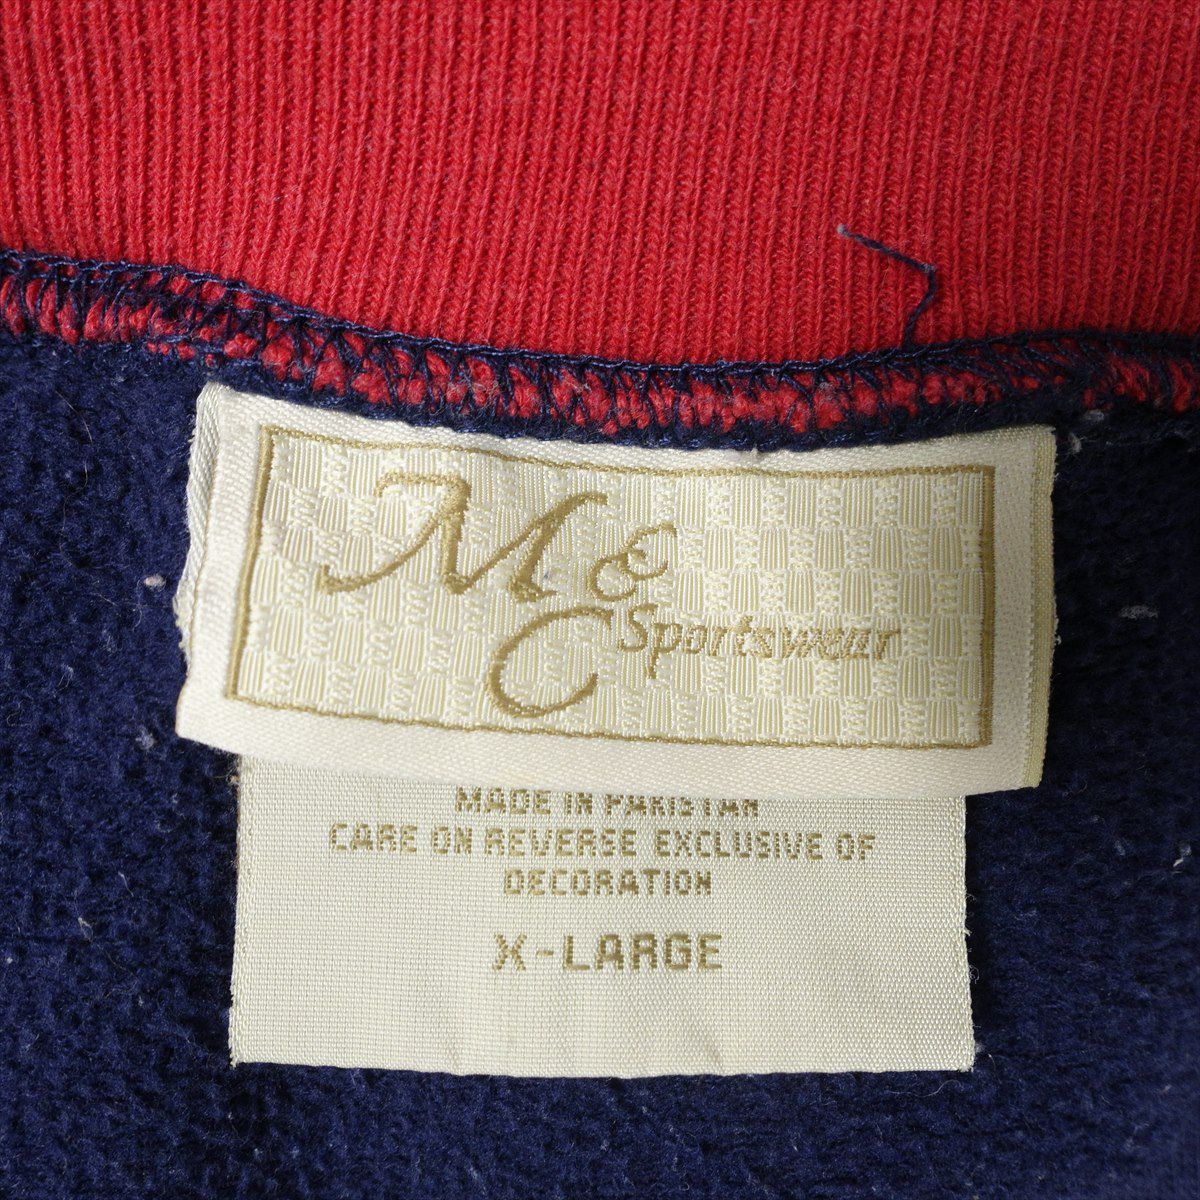 M & C Sportswear
MADE IN PAKISTAN
CARE ON REVERSE EXCLUSIVE OF
DECORATION
X-LARGE